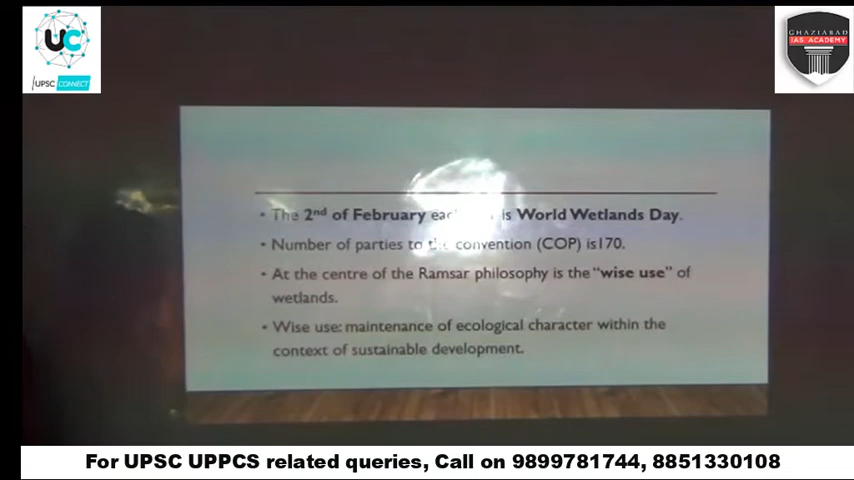 UC
UPSC CONNECT
GHAZIABAD
IAS ACADEMY
• The 2nd of February is World Wetlands Day.
• Number of parties to the convention (COP) is170.
• At the centre of the Ramsar philosophy is the “wise use” of
wetlands.
• Wise use: maintenance of ecological character within the
context of sustainable development.
For UPSC UPPCS related queries, Call on 9899781744, 8851330108